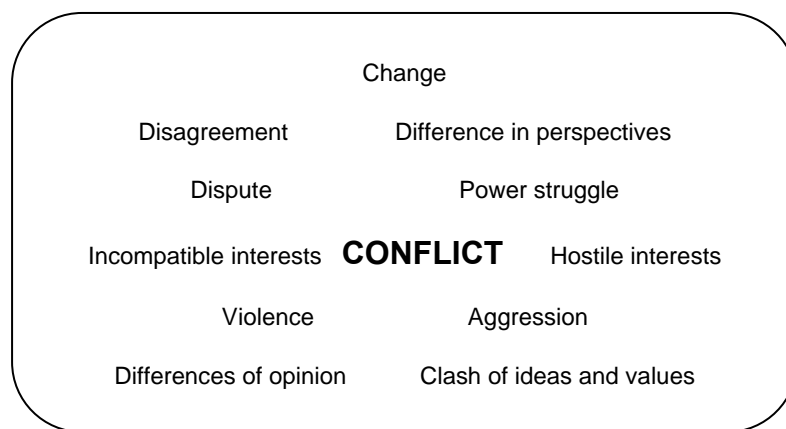 Change
Disagreement Difference in perspectives
Dispute Power struggle
Incompatible interests CONFLICT Hostile interests
Violence Aggression
Differences of opinion Clash of ideas and values